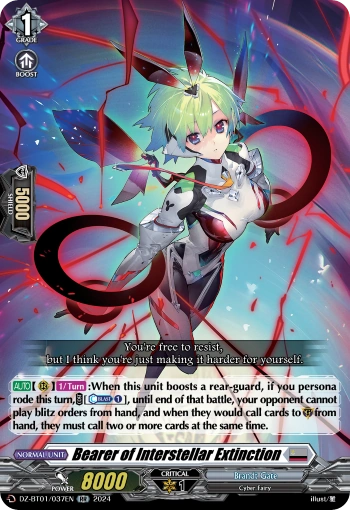 1
GRADE
BOOST
5000
SHIELD
You're free to resist,
but I think you're just making it harder for yourself.
AUTO【 】1/Turn :When this unit boosts a rear-guard, if you persona
rode this turn, [C BLAST 1], until end of that battle, your opponent cannot
play blitz orders from hand, and when they would call cards to from
hand, they must call two or more cards at the same time.
NORMAL UNIT Bearer of Interstellar Extinction
POWER 8000 CRITICAL 1 Brandt Gate
Cyber Fairy
D DZ-BT01/037EN RR 2024 illust/